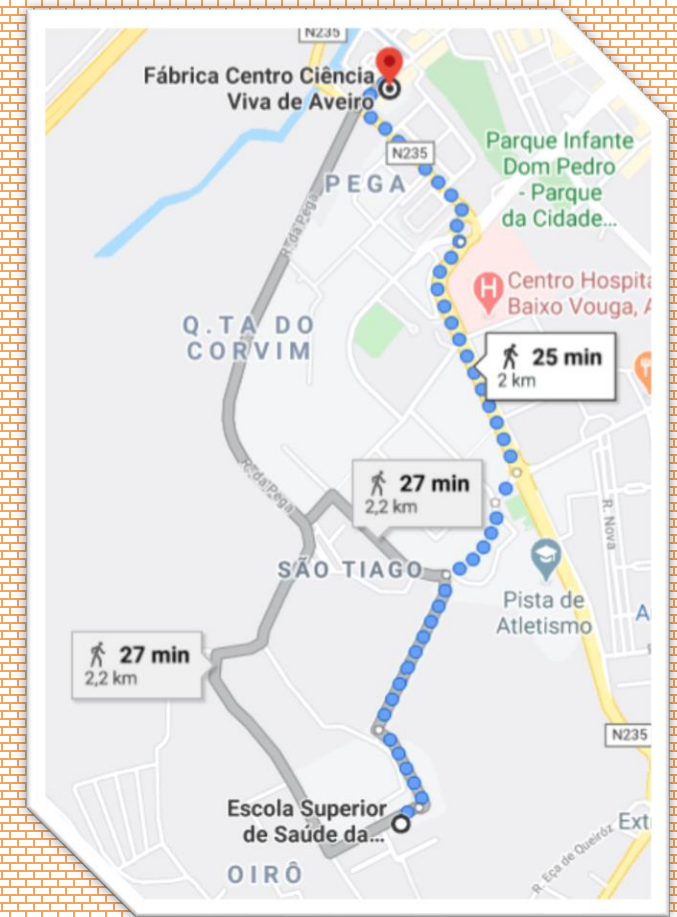 N235
Fábrica Centro Ciência
Viva de Aveiro
N235
Parque Infante
Dom Pedro
- Parque
da Cidade...
PEGA
R. da Pega
H
Centro Hospita
Baixo Vouga, A
Q.TA DO
CORVIM
25 min
2 km
R. da Pega
27 min
2,2 km
R. Nova
SÃO TIAGO
Pista de
Atletismo
A
27 min
2,2 km
N235
Escola Superior
de Saúde da...
Ext
R. Eça de Queiróz
OIRÔ